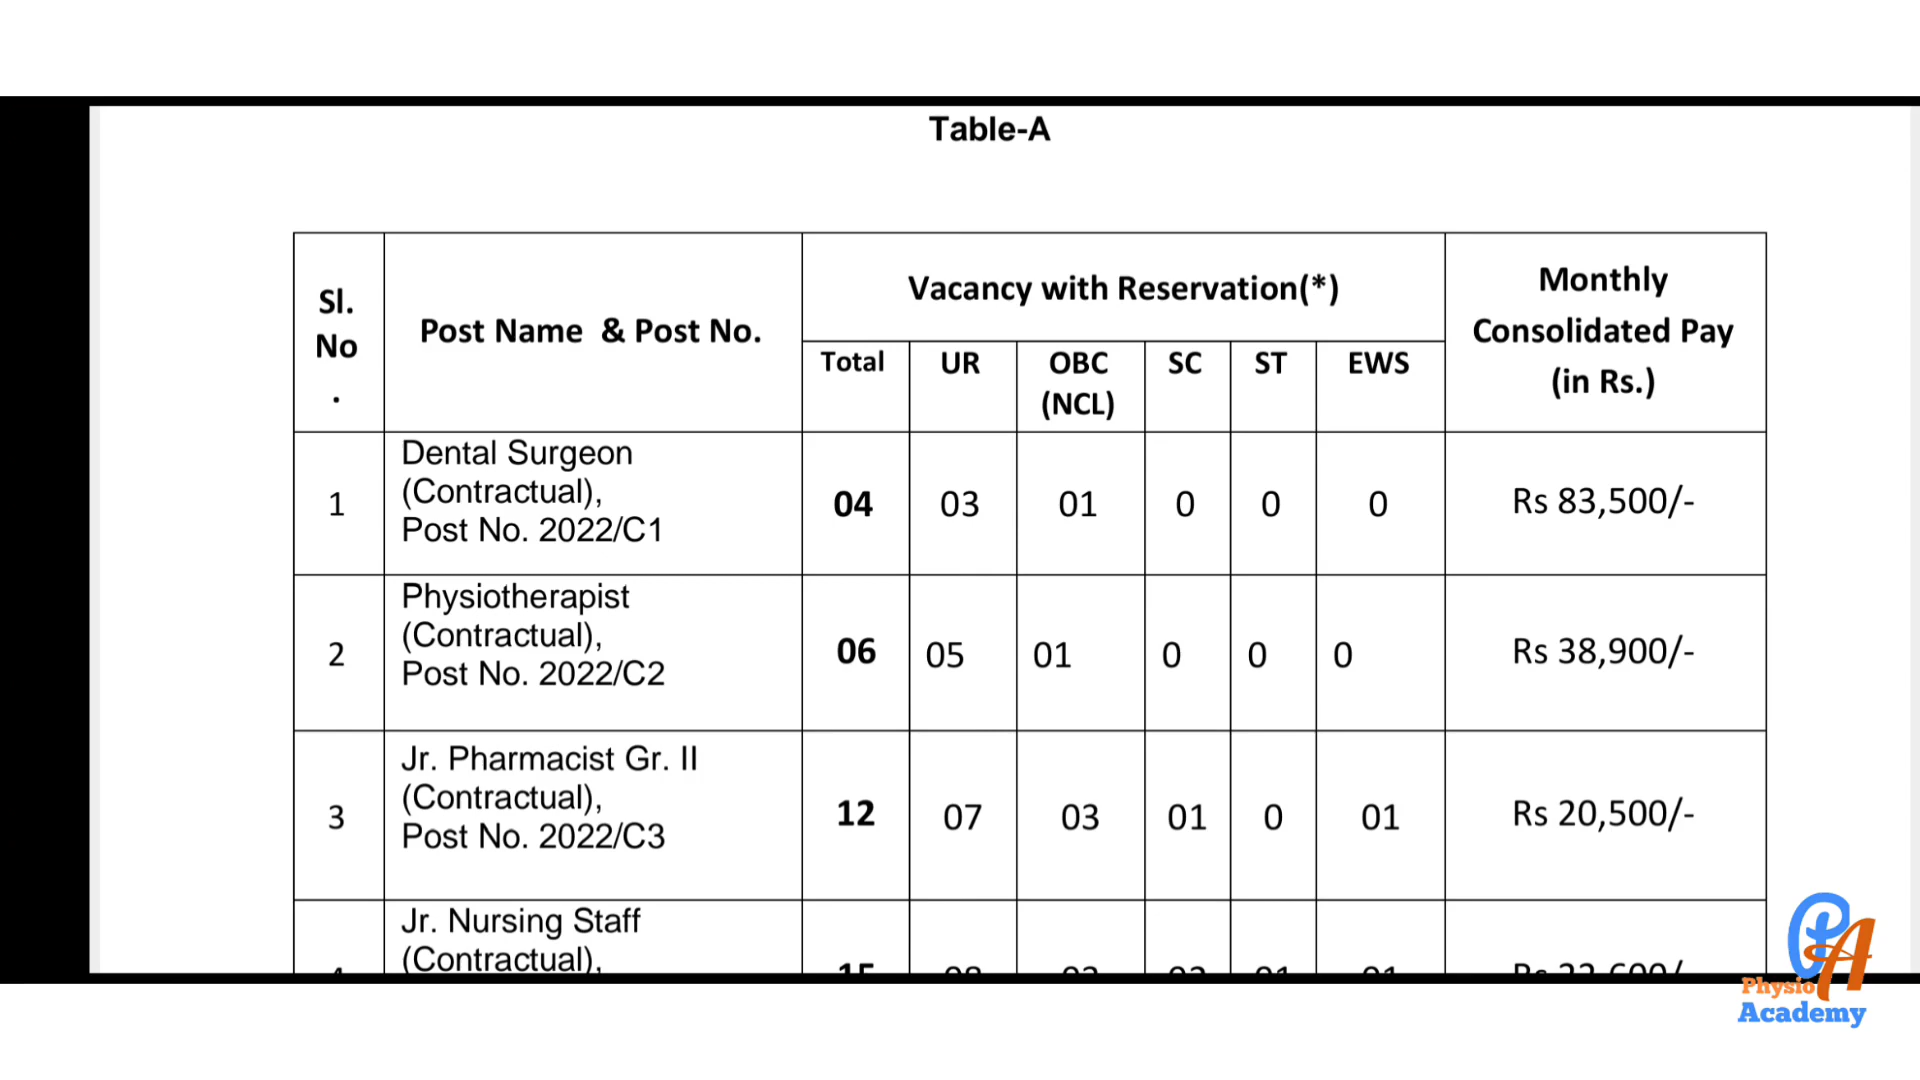 Table-A
Sl.
No
.
Post Name & Post No.
Vacancy with Reservation(*)
Monthly
Consolidated Pay
(in Rs.)
Total UR OBC SC ST EWS
(NCL)
1
Dental Surgeon
(Contractual),
Post No. 2022/C1
04 03 01 0 0 0 Rs 83,500/-
2
Physiotherapist
(Contractual),
Post No. 2022/C2
06 05 01 0 0 0 Rs 38,900/-
3
Jr. Pharmacist Gr. II
(Contractual),
Post No. 2022/C3
12 07 03 01 0 01 Rs 20,500/-
Jr. Nursing Staff
(Contractual),
Physio
Academy